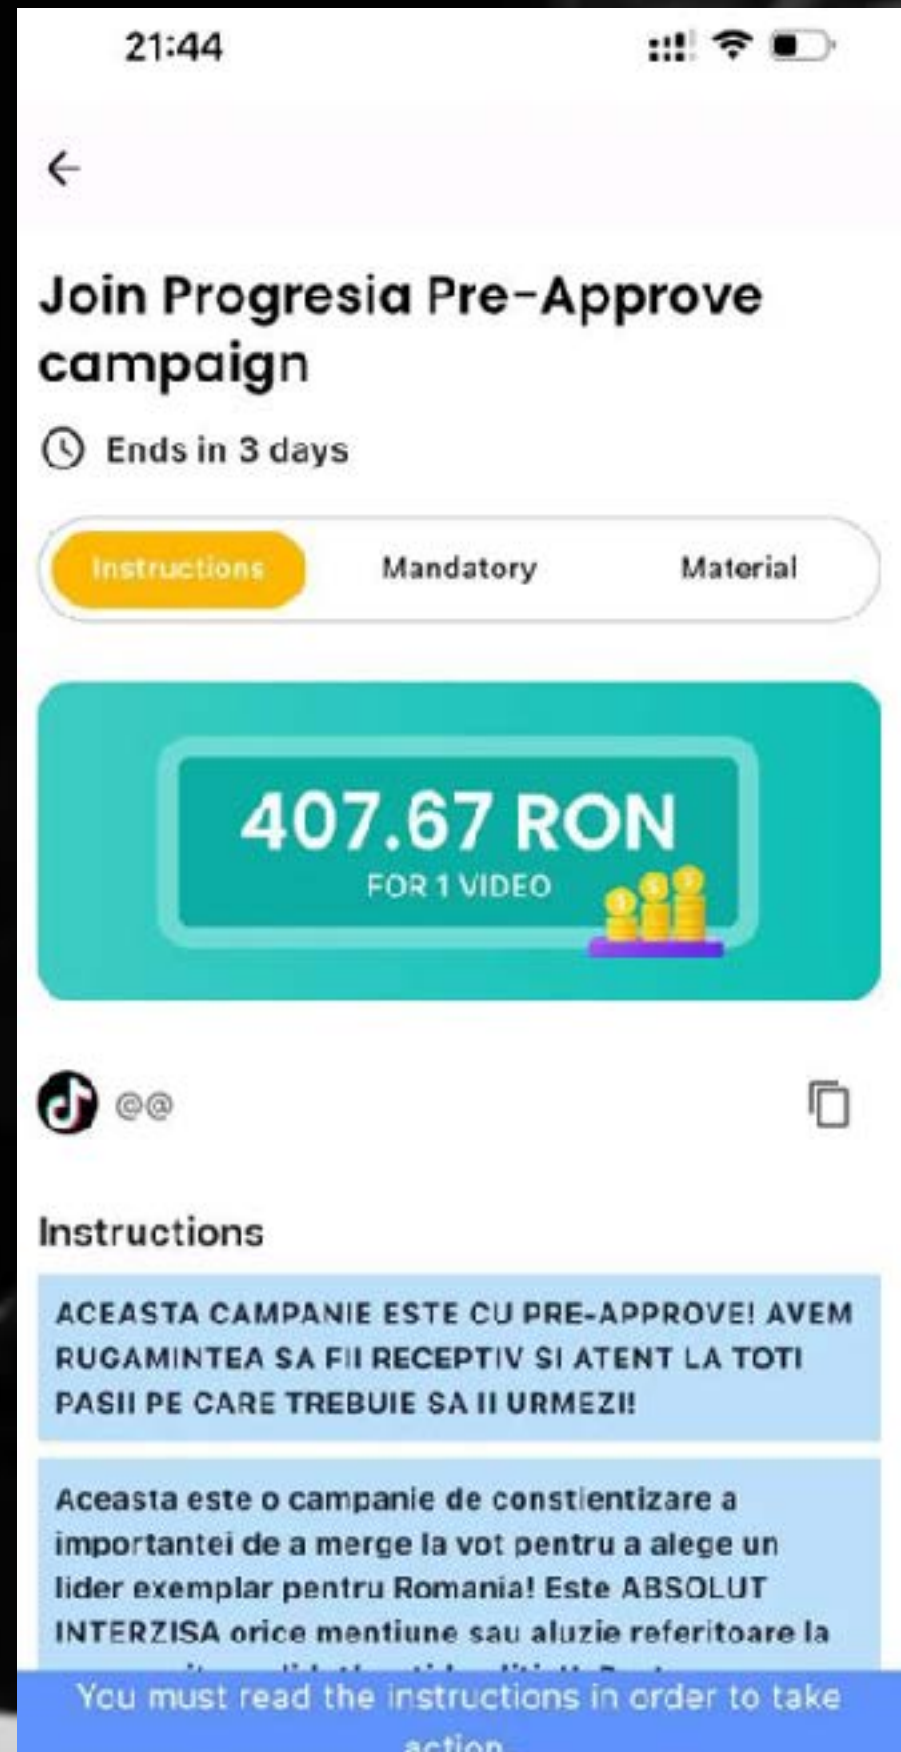 21:44
Join Progresia Pre-Approve
campaign
Ends in 3 days
Instructions
Mandatory
Material
407.67 RON
FOR 1 VIDEO
@@
Instructions
ACEASTA CAMPANIE ESTE CU PRE-APPROVE! AVEM
RUGAMINTEA SA FII RECEPTIV SI ATENT LA TOTI
PASII PE CARE TREBUIE SA II URMEZI!
Aceasta este o campanie de constientizare a
importantei de a merge la vot pentru a alege un
lider exemplar pentru Romania! Este ABSOLUT
INTERZISA orice mentiune sau aluzie referitoare la
You must read the instructions in order to take
action